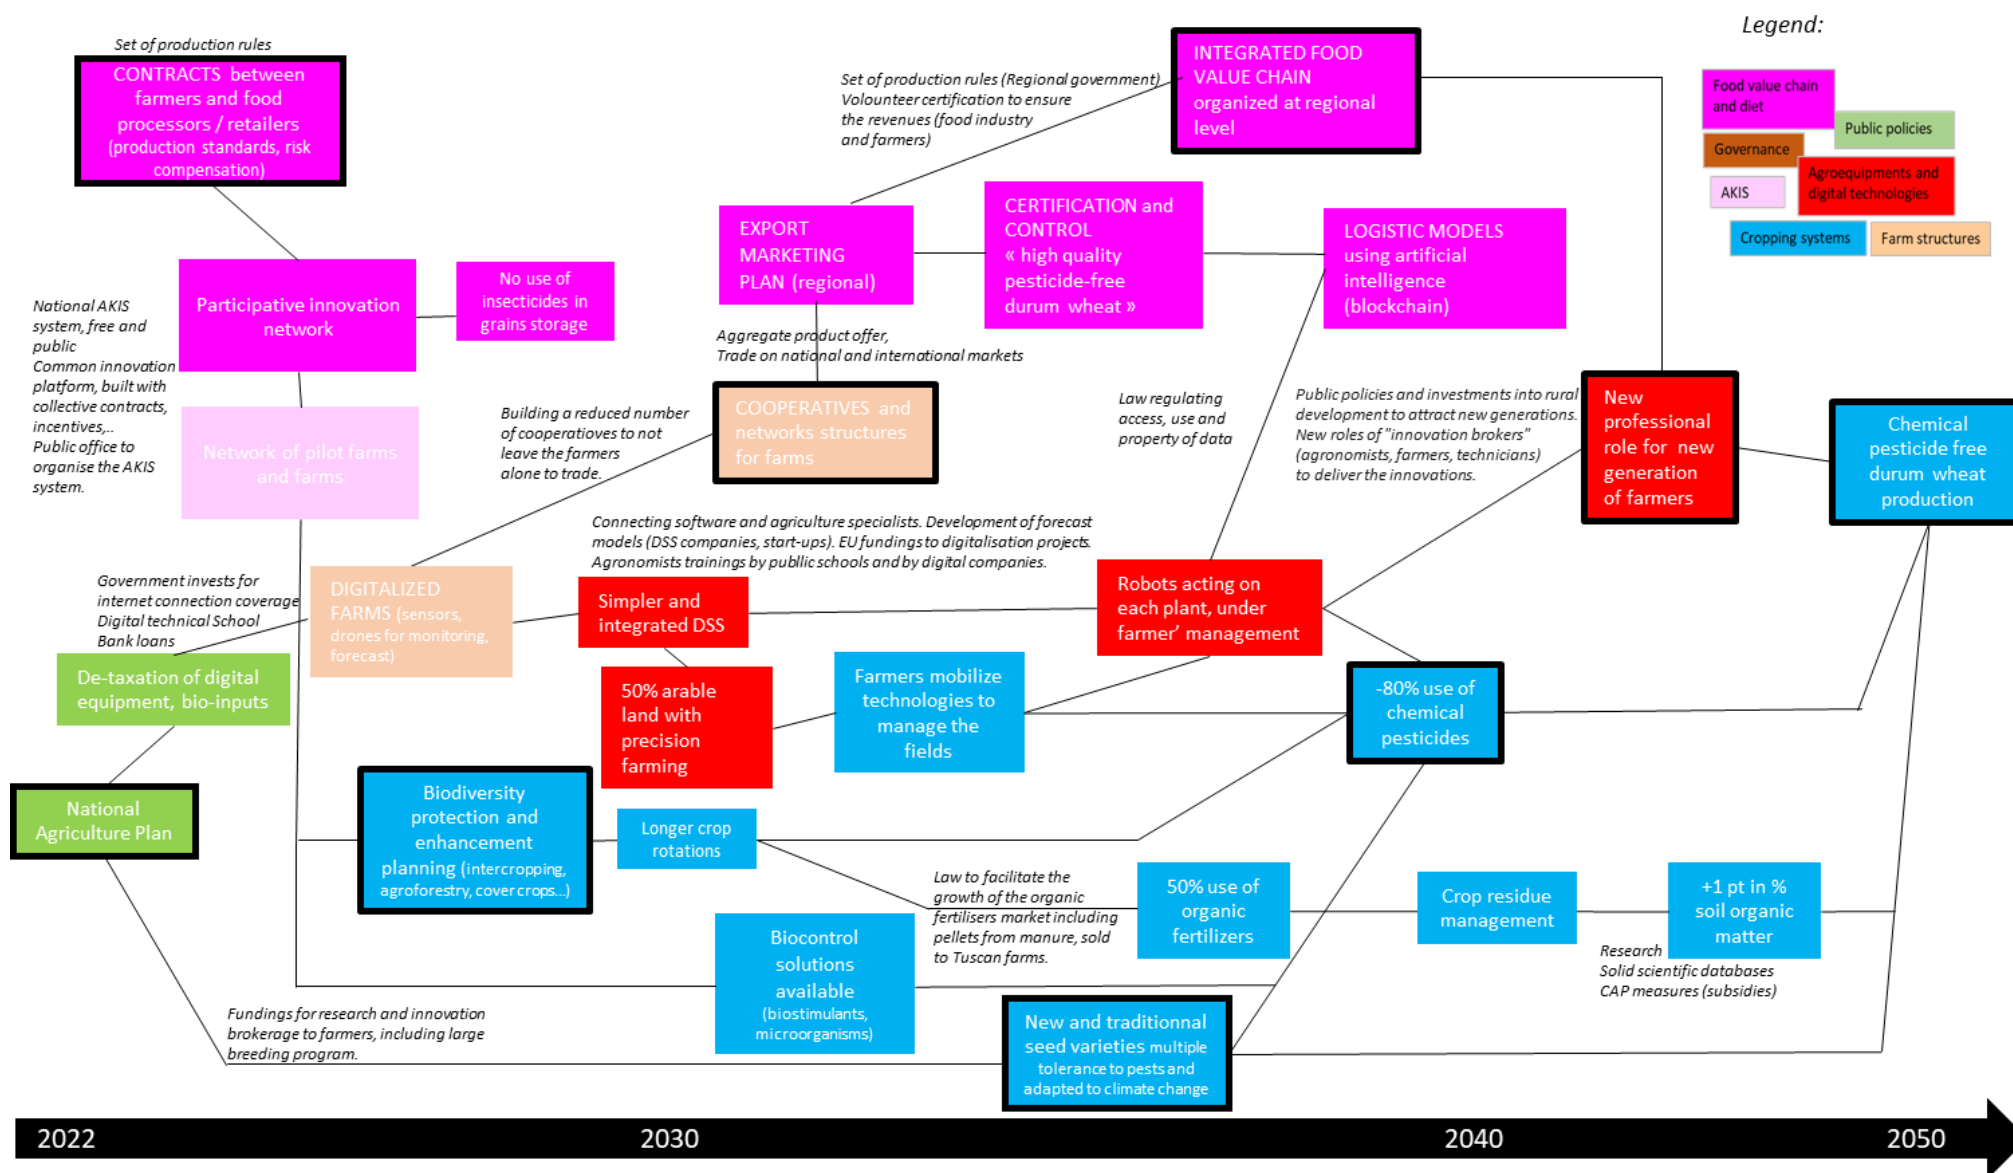 Legend:
Set of production rules
CONTRACTS between
farmers and food
processors / retailers
(production standards, risk
compensation)
Set of production rules (Regional government)
Volounteer certification to ensure
the revenues (food industry
and farmers)
INTEGRATED FOOD
VALUE CHAIN
organized at regional
level
Food value chain
and diet
Public policies
Governance
Agroequipments and
digital technologies
AKIS
Cropping systems
Farm structures
EXPORT
MARKETING
PLAN (regional)
CERTIFICATION and
CONTROL
« high quality
pesticide-free
durum wheat »
LOGISTIC MODELS
using artificial
intelligence
(blockchain)
Participative innovation
network
No use of
insecticides in
grains storage
National AKIS
system, free and
public
Common innovation
platform, built with
collective contracts,
incentives,..
Public office to
organise the AKIS
system.
Aggregate product offer,
Trade on national and international markets
Network of pilot farms
and farms
Building a reduced number
of cooperatioves to not
leave the farmers
alone to trade.
COOPERATIVES and
networks structures
for farms
Law regulating
access, use and
property of data
Public policies and investments into rural
development to attract new generations.
New roles of "innovation brokers"
(agronomists, farmers, technicians)
to deliver the innovations.
New
professional
role for new
generation
of farmers
Chemical
pesticide free
durum wheat
production
Connecting software and agriculture specialists. Development of forecast
models (DSS companies, start-ups). EU fundings to digitalisation projects.
Agronomists trainings by publlic schools and by digital companies.
Government invests for
internet connection coverage
Digital technical School
Bank loans
DIGITALIZED
FARMS (sensors,
drones for monitoring,
forecast)
Simpler and
integrated DSS
Robots acting on
each plant, under
farmer' management
De-taxation of digital
equipment, bio-inputs
50% arable
land with
precision
farming
Farmers mobilize
technologies to
manage the
fields
-80% use of
chemical
pesticides
National
Agriculture Plan
Biodiversity
protection and
enhancement
planning (intercropping,
agroforestry, cover crops...)
Longer crop
rotations
Law to facilitate the
growth of the organic
fertilisers market including
pellets from manure, sold
to Tuscan farms.
50% use of
organic
fertilizers
Crop residue
management
+1 pt in %
soil organic
matter
Research
Solid scientific databases
CAP measures (subsidies)
Biocontrol
solutions
available
(biostimulants,
microorganisms)
Fundings for research and innovation
brokerage to farmers, including large
breeding program.
New and traditionnal
seed varieties multiple
tolerance to pests and
adapted to climate change
2022
2030
2040
2050